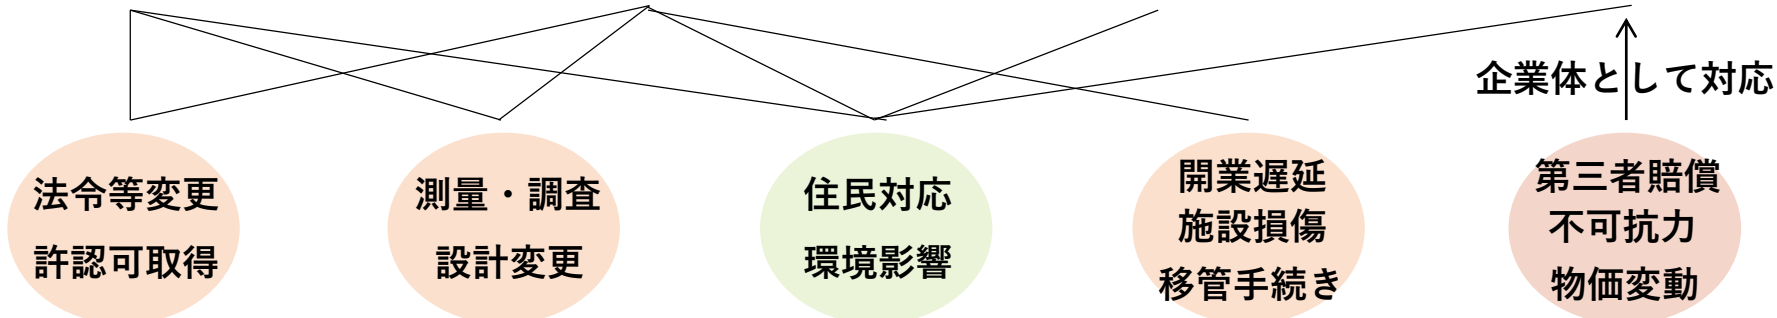 企業体として対応
法令等変更
許認可取得
測量・調査
設計変更
住民対応
環境影響
開業遅延
施設損傷
移管手続き
第三者賠償
不可抗力
物価変動